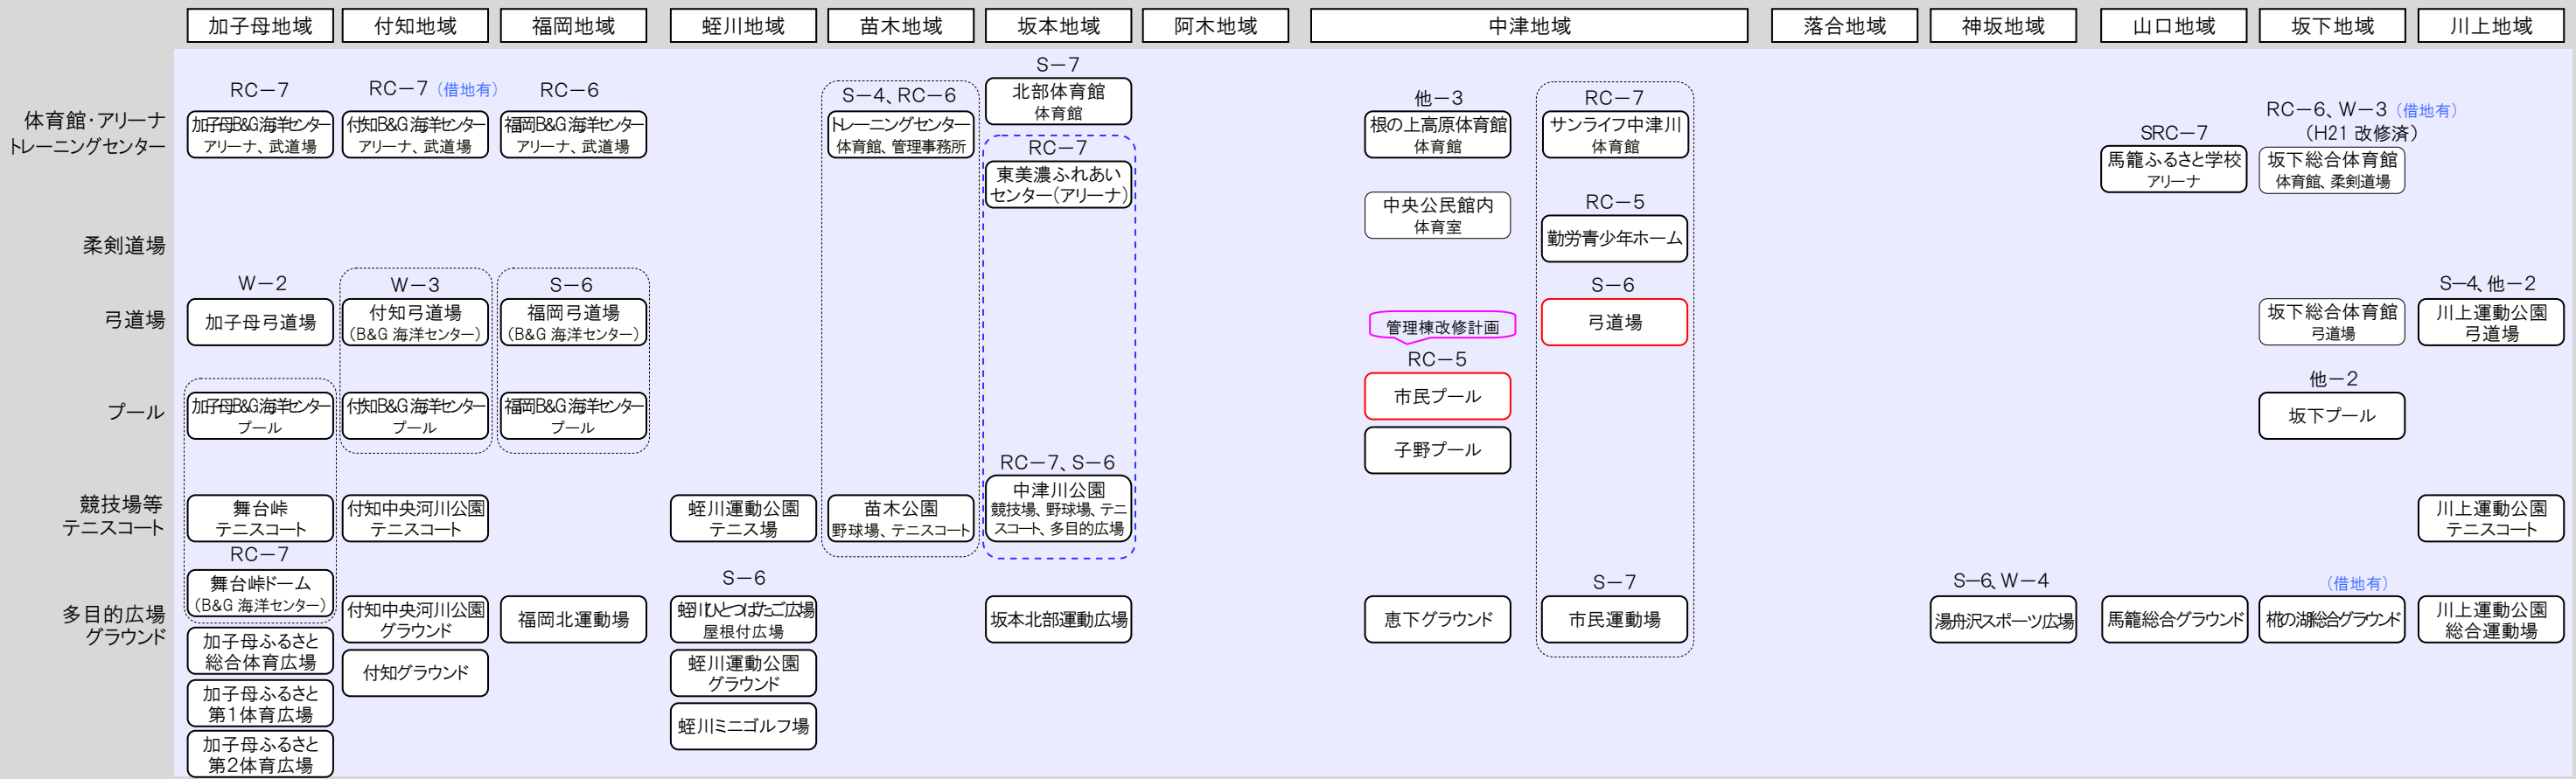 加子母地域
付知地域
福岡地域
蛭川地域
苗木地域
坂本地域
阿木地域
中津地域
落合地域
神坂地域
山口地域
坂下地域
川上地域
体育館・アリーナ
トレーニングセンター
RC－7
加子母B&G海洋センター
アリーナ、武道場
RC－7（借地有）
付知B&G海洋センター
アリーナ、武道場
RC－6
福岡B&G海洋センター
アリーナ、武道場
S－4、RC－6
トレーニングセンター
体育館、管理事務所
S－7
北部体育館
体育館
RC－7
東美濃ふれあい
センター（アリーナ）
他－3
根の上高原体育館
体育館
中央公民館内
体育室
RC－7
サンライフ中津川
体育館
RC－5
勤労青少年ホーム
SRC－7
馬籠ふるさと学校
アリーナ
RC－6、W－3（借地有）
（H21 改修済）
坂下総合体育館
体育館、柔剣道場
柔剣道場
弓道場
W－2
加子母弓道場
W－3
付知弓道場
（B&G 海洋センター）
S－6
福岡弓道場
（B&G 海洋センター）
管理棟改修計画
S－6
弓道場
坂下総合体育館
弓道場
S－4、他－2
川上運動公園
弓道場
プール
加子母B&G海洋センター
プール
付知B&G海洋センター
プール
福岡B&G海洋センター
プール
RC－5
市民プール
子野プール
他－2
坂下プール
競技場等
テニスコート
舞台峠
テニスコート
付知中央河川公園
テニスコート
蛭川運動公園
テニス場
苗木公園
野球場、テニスコート
RC－7、S－6
中津川公園
競技場、野球場、テニ
スコート、多目的広場
川上運動公園
テニスコート
多目的広場
グラウンド
RC－7
舞台峠ドーム
（B&G 海洋センター）
加子母ふるさと
総合体育広場
加子母ふるさと
第1体育広場
加子母ふるさと
第2体育広場
付知中央河川公園
グラウンド
付知グラウンド
福岡北運動場
S－6
蛭川ひとつばたご広場
屋根付広場
蛭川運動公園
グラウンド
蛭川ミニゴルフ場
坂本北部運動広場
恵下グラウンド
S－7
市民運動場
S－6、W－4
湯舟沢スポーツ広場
馬籠総合グラウンド
（借地有）
椛の湖総合グラウンド
川上運動公園
総合運動場